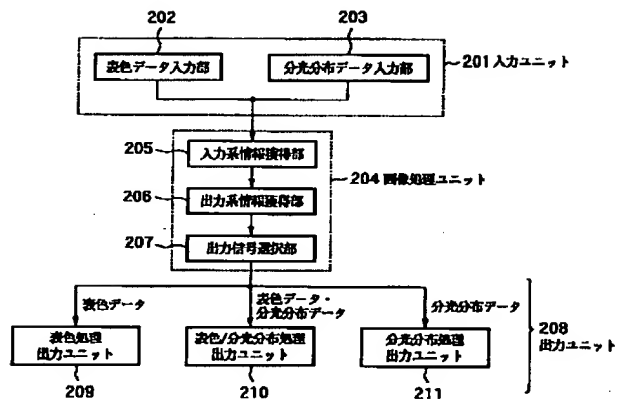 202
203
表色データ入力部
分光分布データ入力部
201 入力ユニット
205
入力系情報獲得部
206
出力系情報獲得部
204 画像処理ユニット
207
出力信号選択部
表色データ
表色データ・
分光分布データ
分光分布データ
表色処理
出力ユニット
表色/分光分布処理
出力ユニット
分光分布処理
出力ユニット
208
出力ユニット
209
210
211